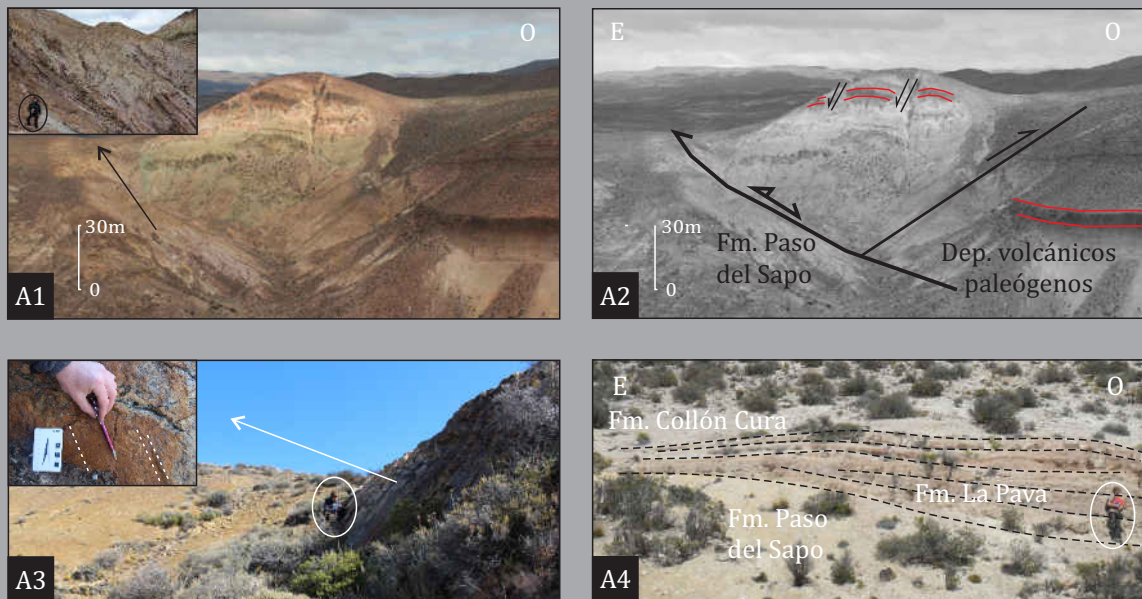 O
30m
0
A1
E
O
30m
0
Fm. Paso
del Sapo
Dep. volcánicos
paleógenos
A2
A3
E
O
Fm. Collón Cura
Fm. La Pava
Fm. Paso
del Sapo
A4